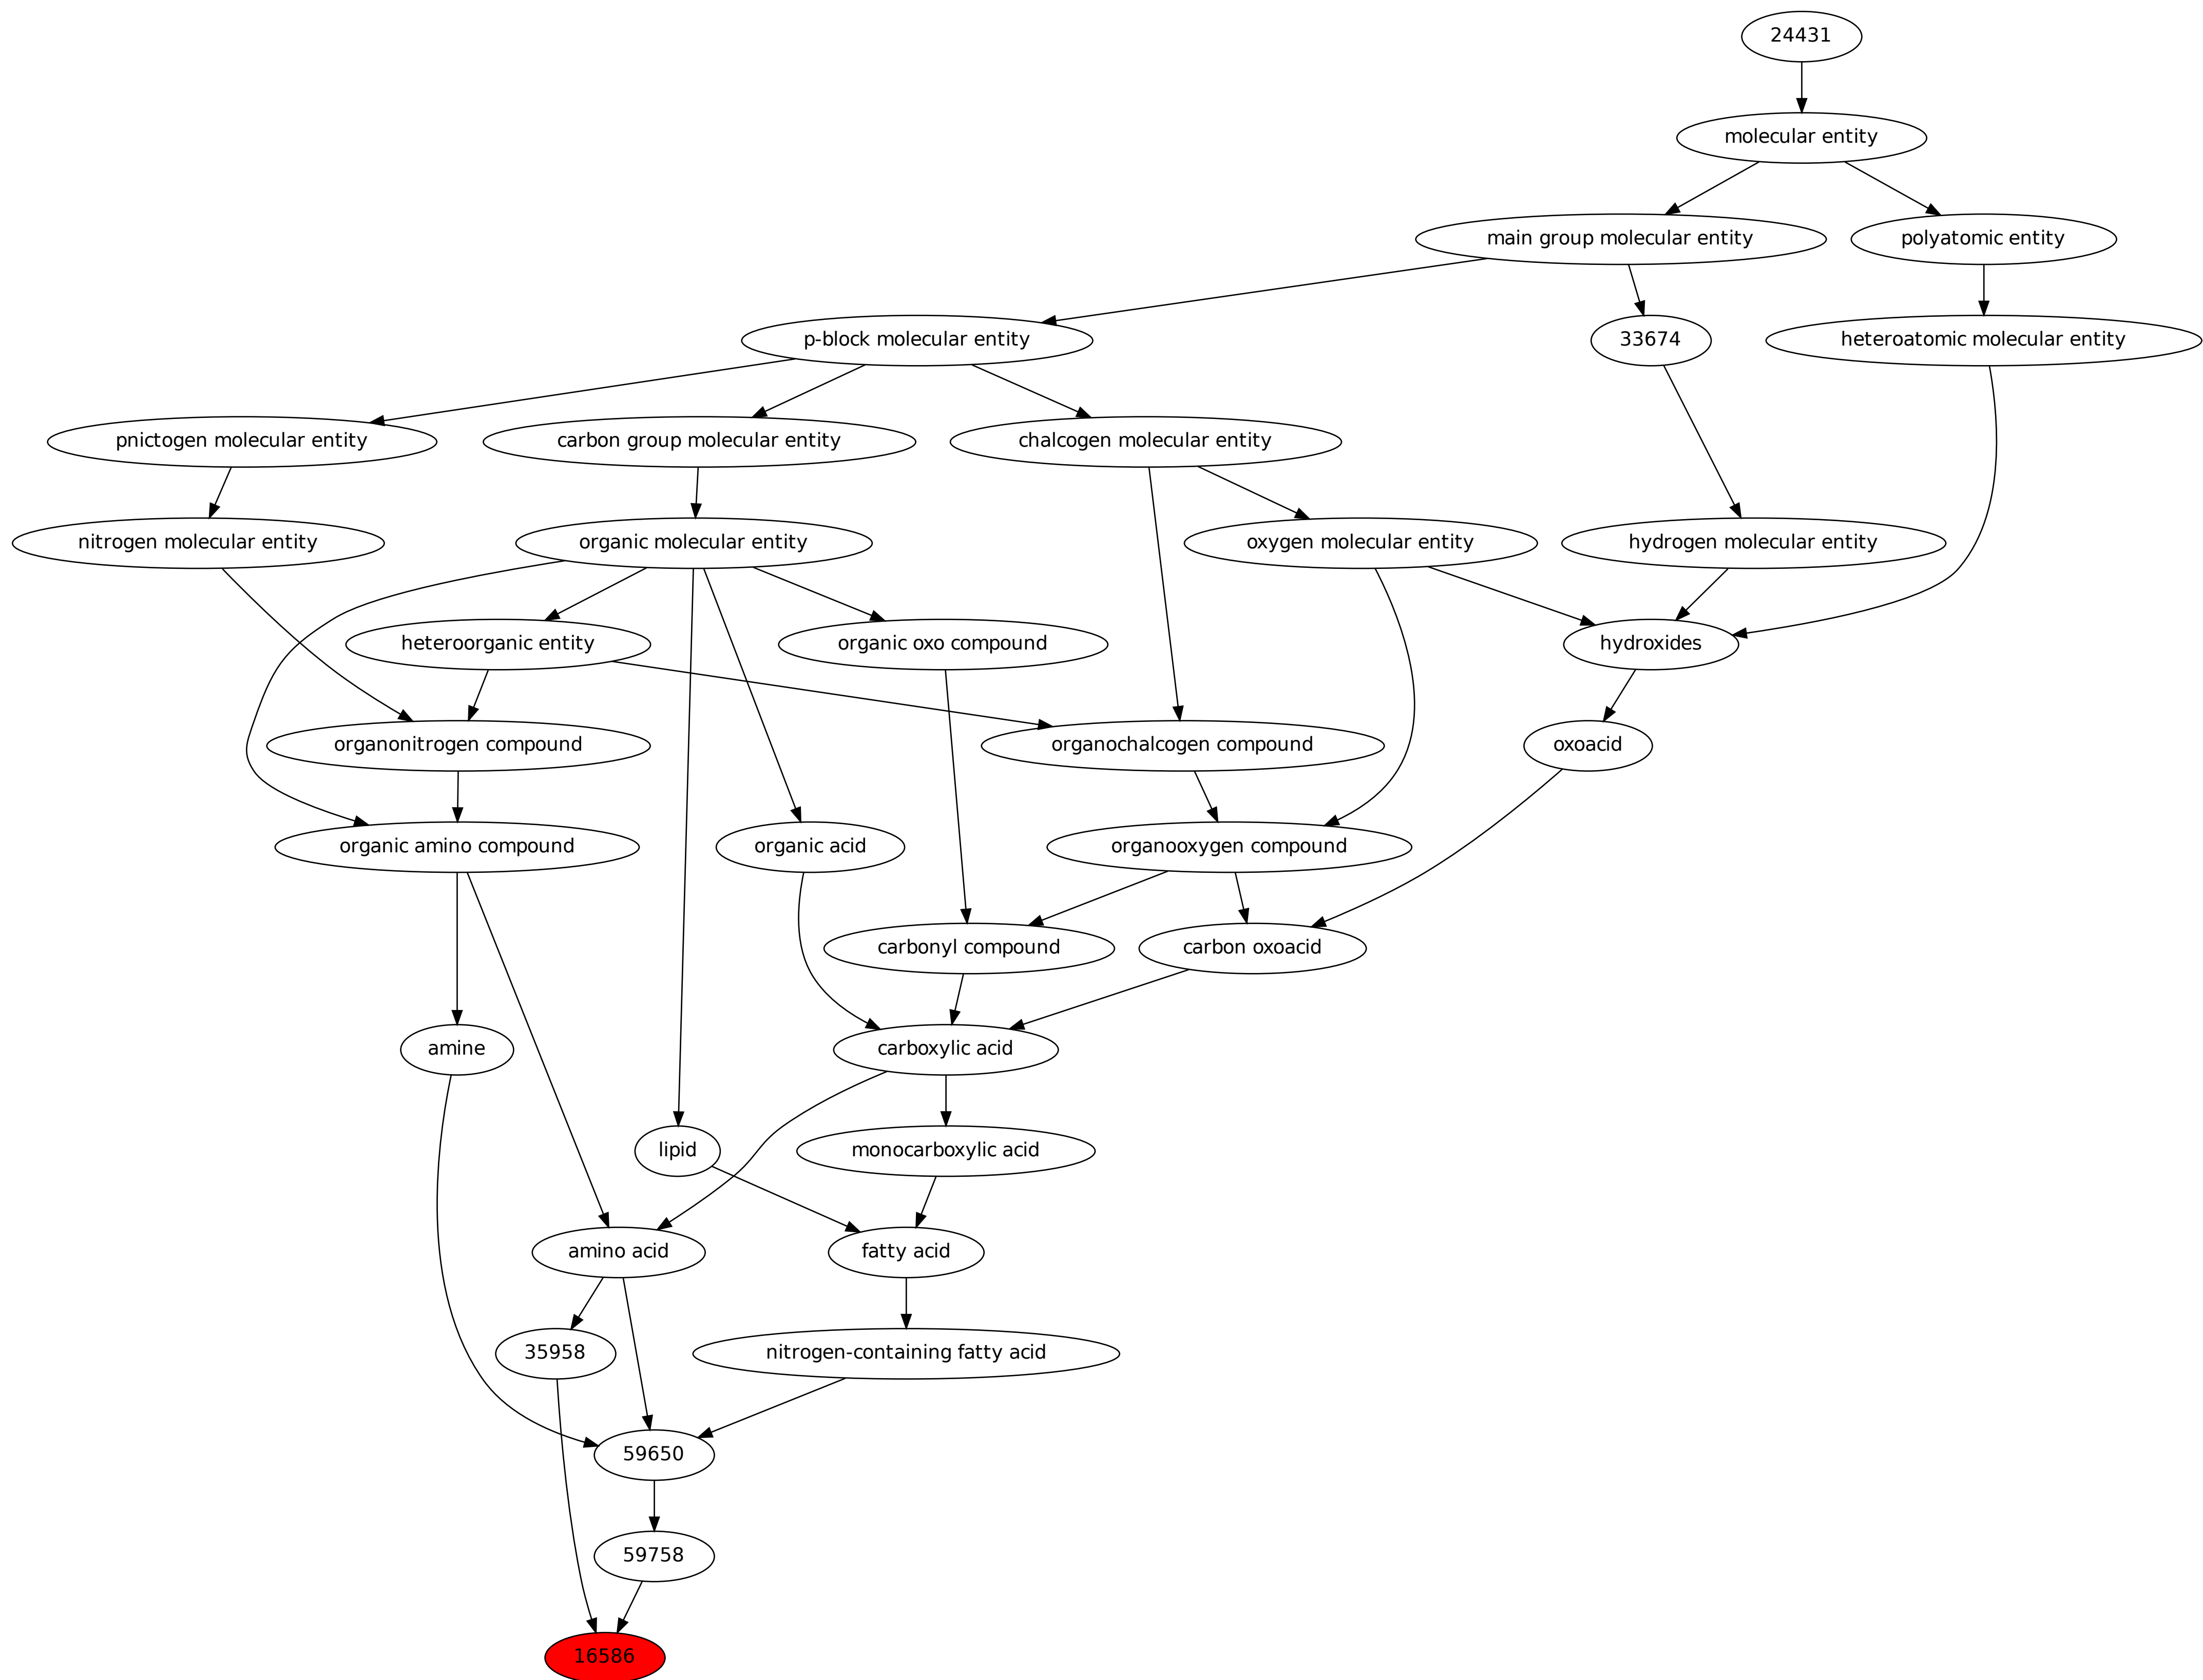 24431
molecular entity
main group molecular entity
polyatomic entity
p-block molecular entity
33674
heteroatomic molecular entity
pnictogen molecular entity
carbon group molecular entity
chalcogen molecular entity
nitrogen molecular entity
organic molecular entity
oxygen molecular entity
hydrogen molecular entity
heteroorganic entity
organic oxo compound
hydroxides
organonitrogen compound
organochalcogen compound
oxoacid
organic amino compound
organic acid
organooxygen compound
carbonyl compound
carbon oxoacid
amine
carboxylic acid
lipid
monocarboxylic acid
amino acid
fatty acid
35958
nitrogen-containing fatty acid
59650
59758
16586